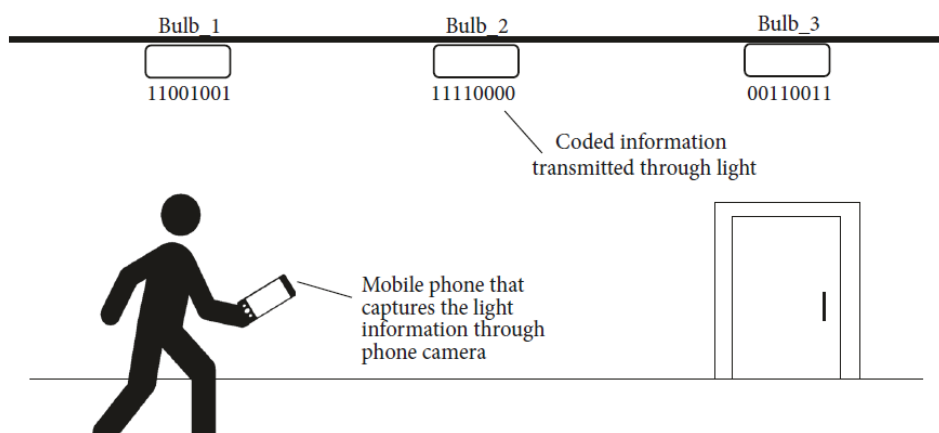 Bulb_1
Bulb_2
Bulb_3
11001001
11110000
00110011
Coded information
transmitted through light
Mobile phone that
captures the light
information through
phone camera